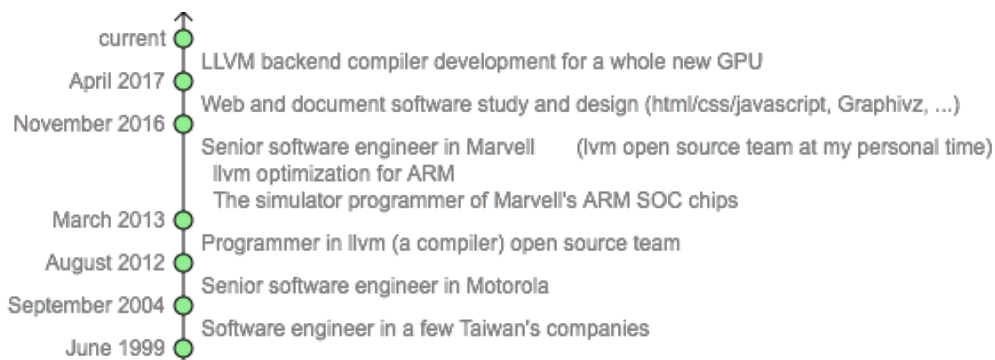 current
LLVM backend compiler development for a whole new GPU
April 2017
Web and document software study and design (html/css/javascript, Graphivz, ...)
November 2016
Senior software engineer in Marvell (lvm open source team at my personal time)
llvm optimization for ARM
The simulator programmer of Marvell's ARM SOC chips
March 2013
Programmer in llvm (a compiler) open source team
August 2012
Senior software engineer in Motorola
September 2004
Software engineer in a few Taiwan's companies
June 1999